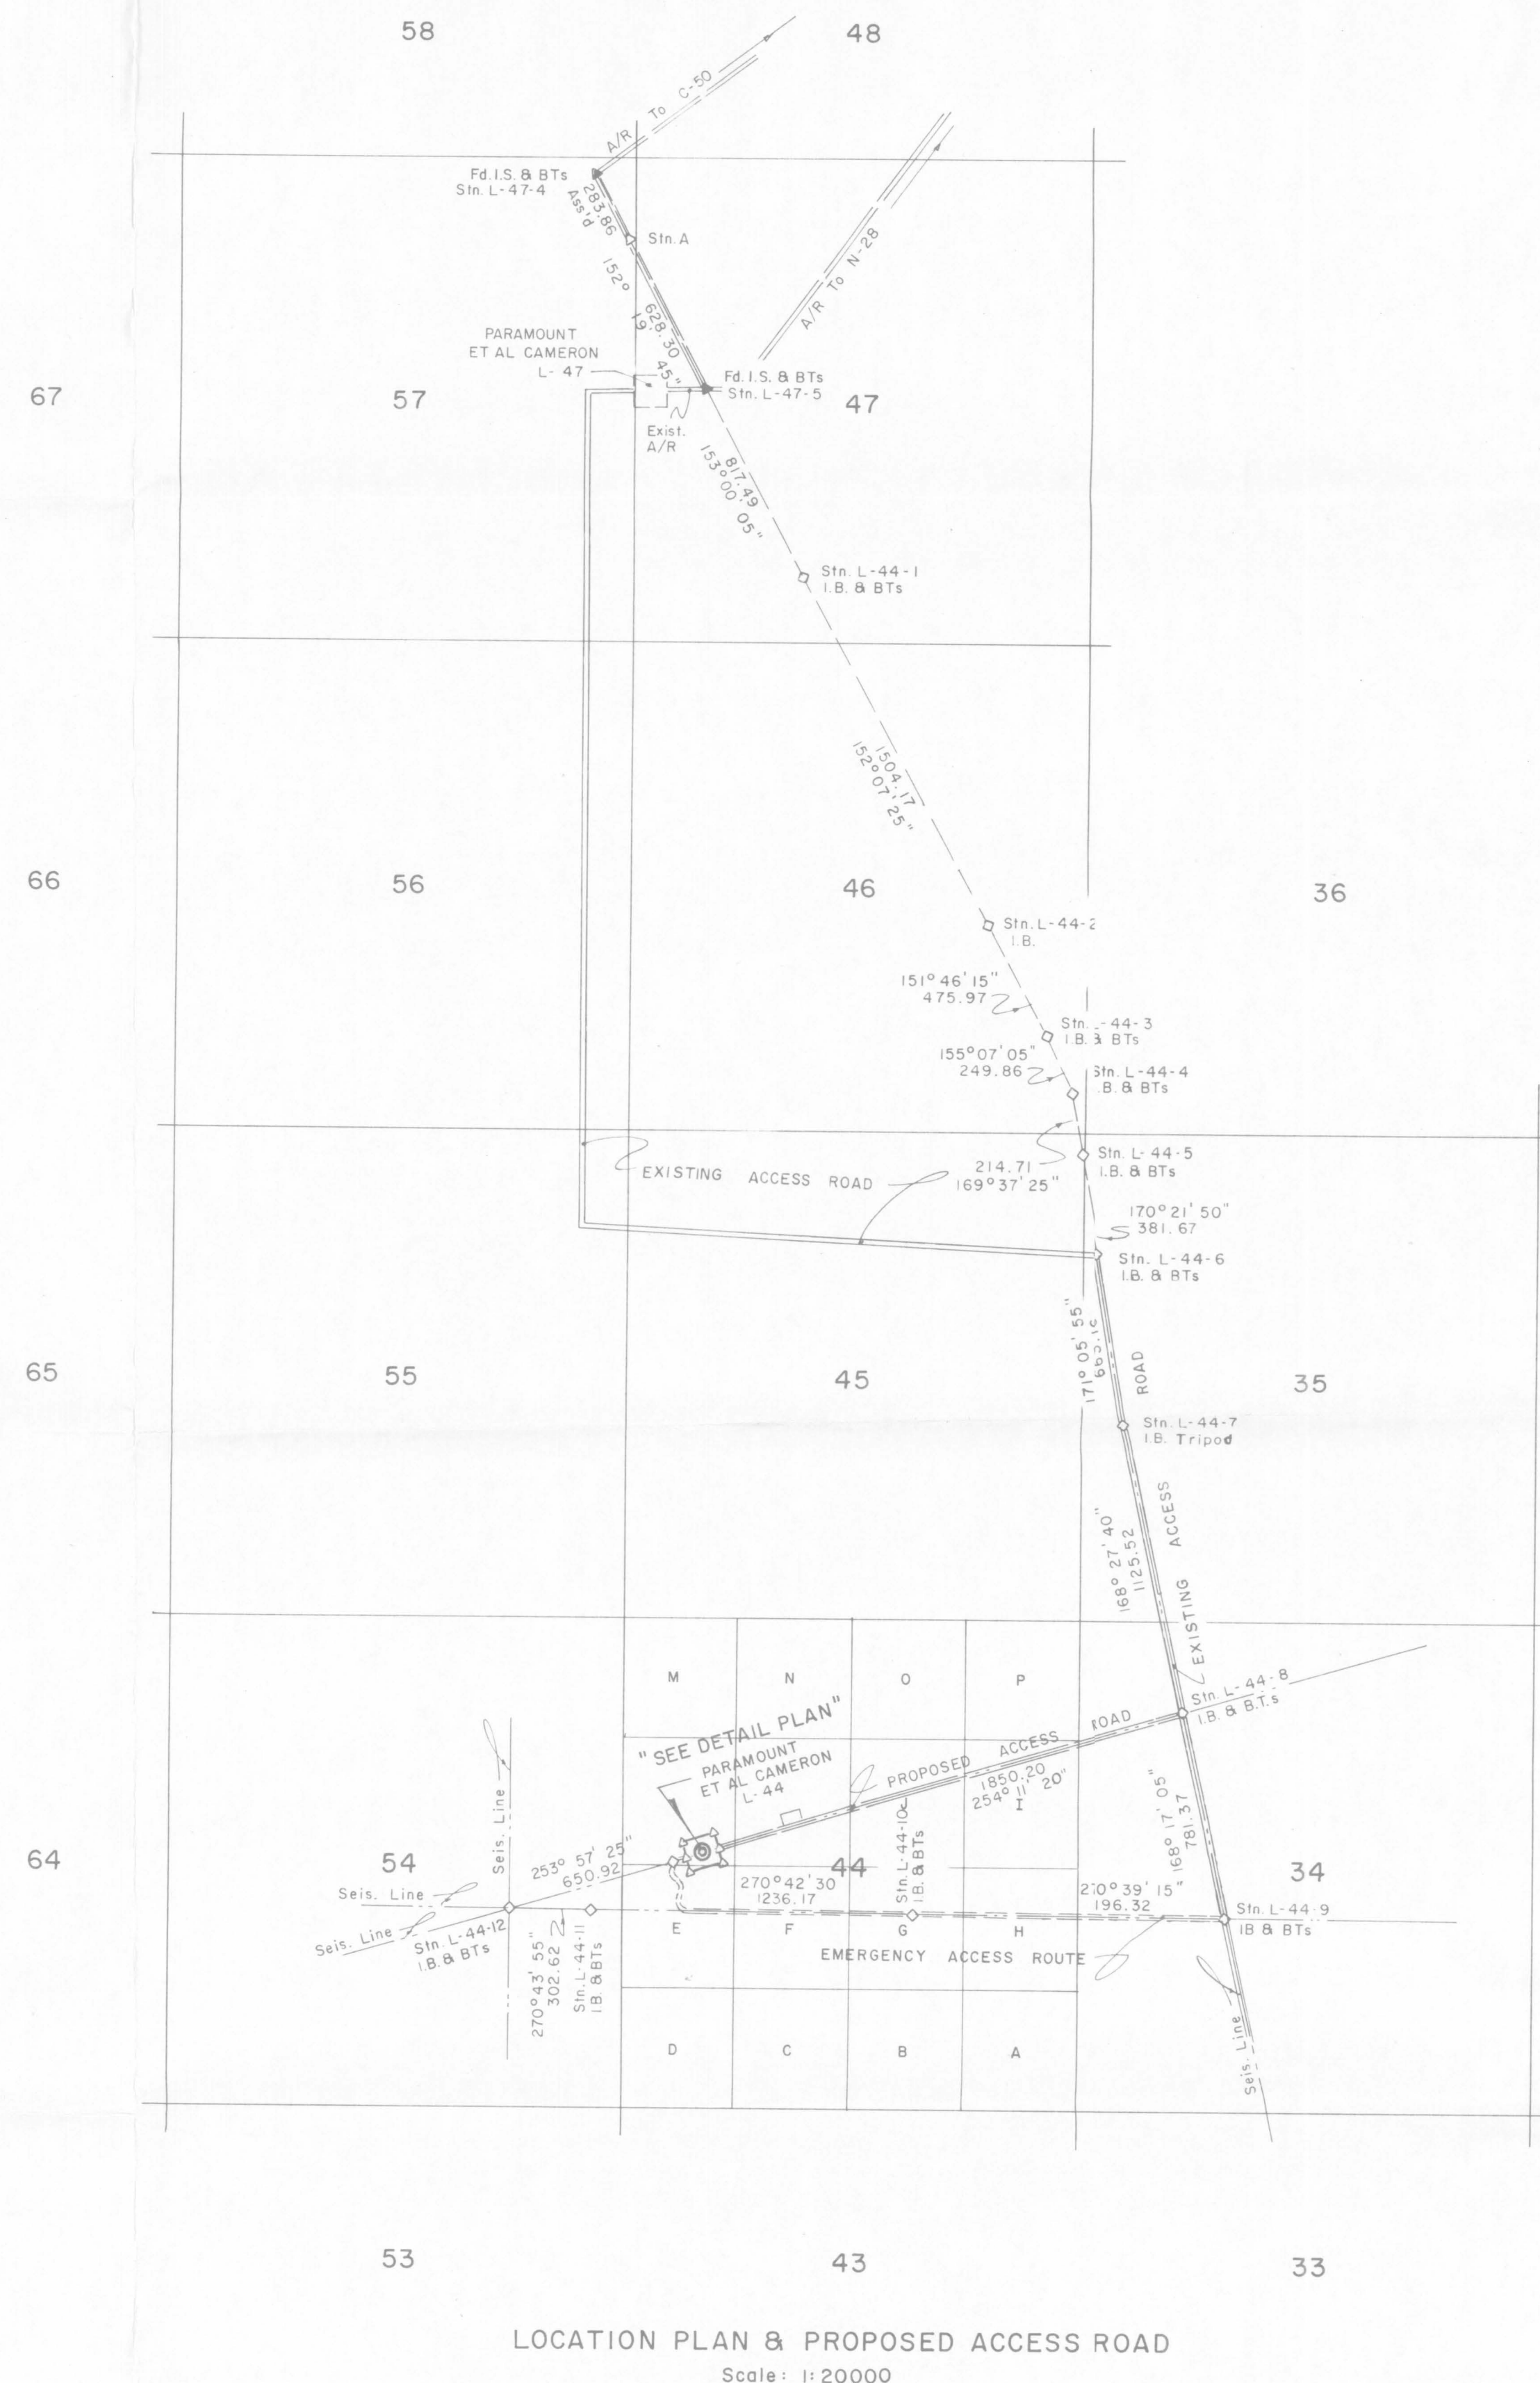 58
48
A/R To C-50
Fd. I.S. & BTs
Stn. L-47-4
283.86
Ass'd
Stn. A
A/R To N-28
152° 19' 45"
628.30
PARAMOUNT
ET AL CAMERON
L-47
Fd. I.S. & BTs
Stn. L-47-5
67
57
47
Exist.
A/R
817.49
153°00'05"
Stn. L-44-1
I.B. & BTs
1504.17
152°07'25"
66
56
46
36
Stn. L-44-2
I.B.
151°46'15"
475.97
Stn. -44-3
I.B. & BTs
155°07'05"
249.86
Stn. L-44-4
.B. & BTs
Stn. L-44-5
I.B. & BTs
EXISTING ACCESS ROAD
214.71
169°37'25"
170°21'50"
381.67
Stn. L-44-6
I.B. & BTs
171°05'55"
65
55
45
35
Stn. L-44-7
I.B. Tripod
168°27'40"
1125.52
EXISTING ACCESS ROAD
M
N
O
P
Stn. L-44-8
I.B. & B.T.s
"SEE DETAIL PLAN"
PARAMOUNT
ET AL CAMERON
L-44
PROPOSED ACCESS ROAD
1850.20
254°11'20"
I
168°17'05"
781.37
Seis. Line
64
54
253°57'25"
650.92
44
34
Stn. L-44-10
I.B. & BTs
270°42'30
1236.17
270°39'15"
196.32
Seis. Line
Seis. Line
Stn. L-44-12
I.B. & BTs
270°43'55"
302.62
Stn. L-44-11
I.B. & BTs
E
F
G
H
Stn. L-44-9
IB & BTs
EMERGENCY ACCESS ROUTE
Seis. Line
D
C
B
A
53
43
33
LOCATION PLAN & PROPOSED ACCESS ROAD
Scale: 1:20000